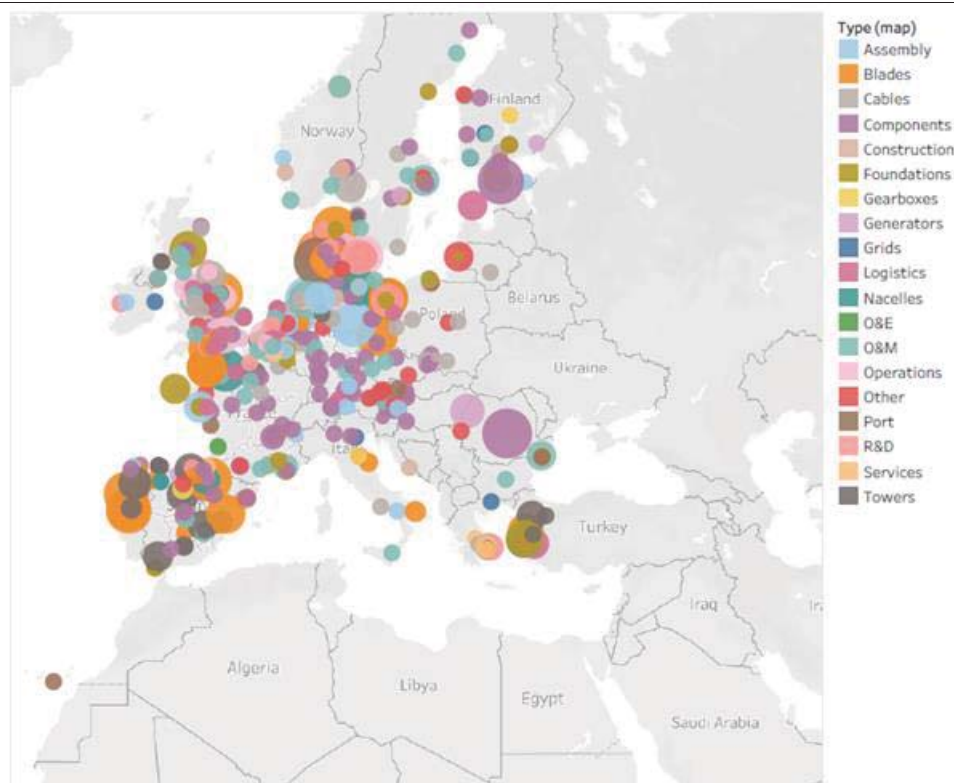 Type (map)
Assembly
Blades
Cables
Components
Construction
Foundations
Gearboxes
Generators
Grids
Logistics
Nacelles
O&E
O&M
Operations
Other
Port
R&D
Services
Towers
Finland
Norway
Belarus
Poland
Ukraine
Turkey
Iraq
Algeria
Libya
Egypt
Saudi Arabia